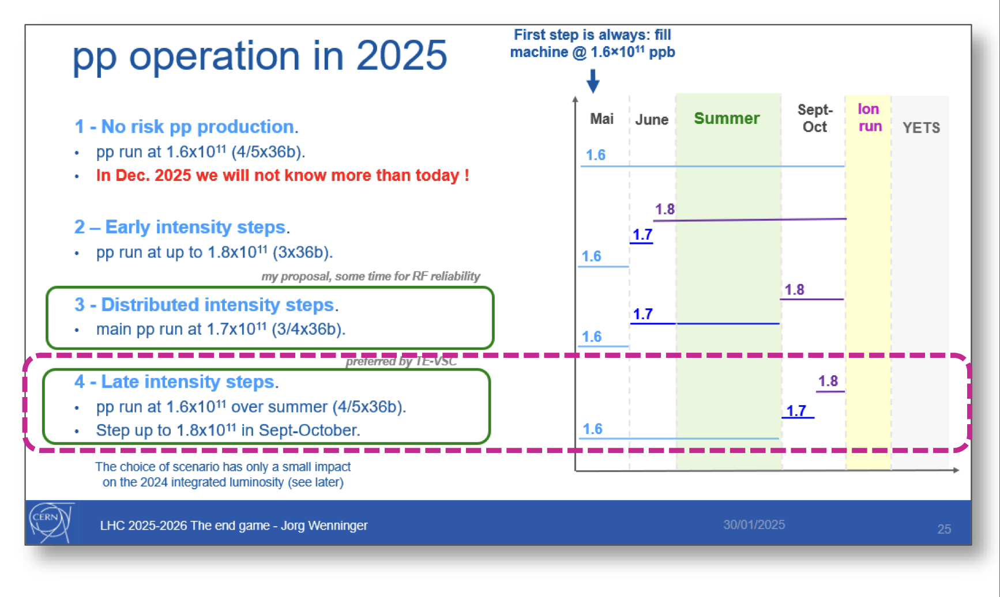 pp operation in 2025
First step is always: fill
machine @ 1.6×10¹¹ ppb
1 - No risk pp production.
• pp run at 1.6x10¹¹ (4/5x36b).
• In Dec. 2025 we will not know more than today !
2 – Early intensity steps.
• pp run at up to 1.8x10¹¹ (3x36b).
my proposal, some time for RF reliability
3 - Distributed intensity steps.
• main pp run at 1.7x10¹¹ (3/4x36b).
preferred by TE-VSC
4 - Late intensity steps.
• pp run at 1.6x10¹¹ over summer (4/5x36b).
• Step up to 1.8x10¹¹ in Sept-October.
The choice of scenario has only a small impact
on the 2024 integrated luminosity (see later)
Mai
June
Summer
Sept-
Oct
Ion
run
YETS
1.6
1.8
1.7
1.6
1.8
1.7
1.6
1.8
1.7
1.6
CERN
LHC 2025-2026 The end game - Jorg Wenninger
30/01/2025
25